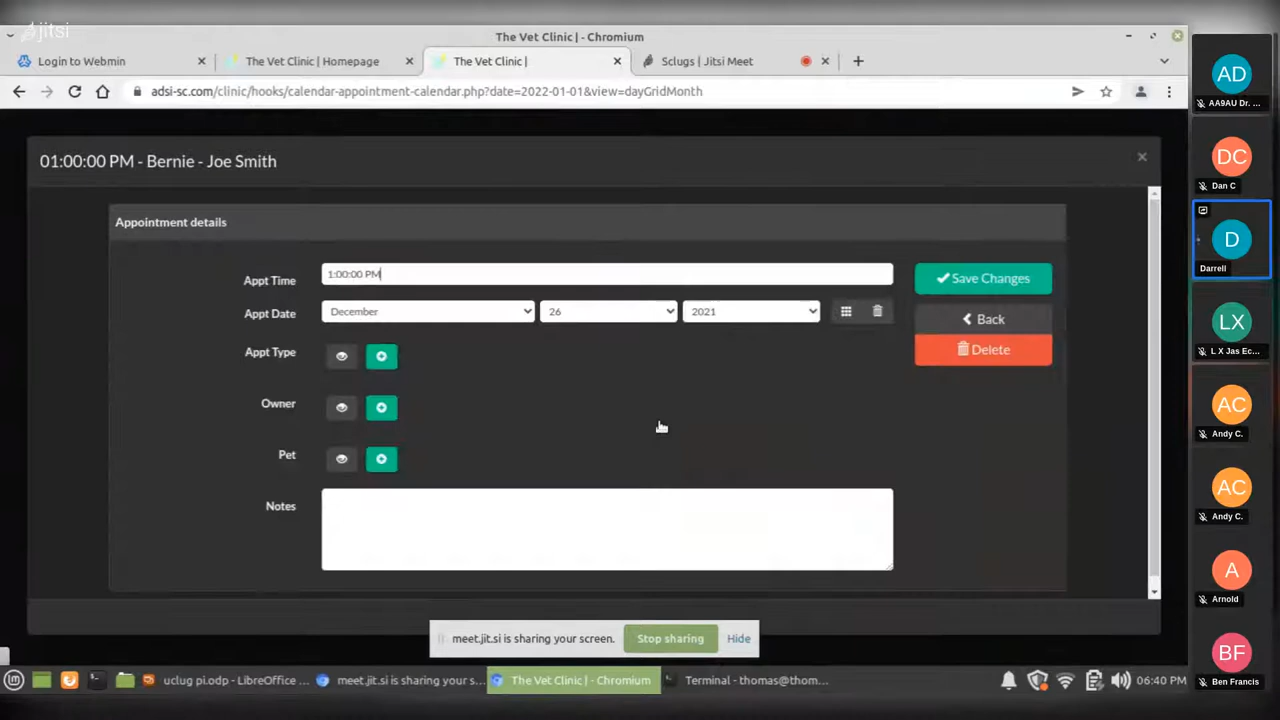 jitsi
The Vet Clinic | - Chromium
Login to Webmin
The Vet Clinic | Homepage
The Vet Clinic |
Sclugs | Jitsi Meet
adsi-sc.com/clinic/hooks/calendar-appointment-calendar.php?date=2022-01-01&view=dayGridMonth
01:00:00 PM - Bernie - Joe Smith
Appointment details
Appt Time
1:00:00 PM
Save Changes
Appt Date
December
26
2021
Back
Appt Type
Delete
Owner
Pet
Notes
meet.jit.si is sharing your screen.
Stop sharing
Hide
uclug pi.odp - LibreOffice ...
meet.jit.si is sharing your s...
The Vet Clinic | - Chromium
Terminal - thomas@thom...
06:40 PM
AD
AA9AU Dr. ...
DC
Dan C
D
Darrell
LX
L X Jas Ec...
AC
Andy C.
AC
Andy C.
A
Arnold
BF
Ben Francis